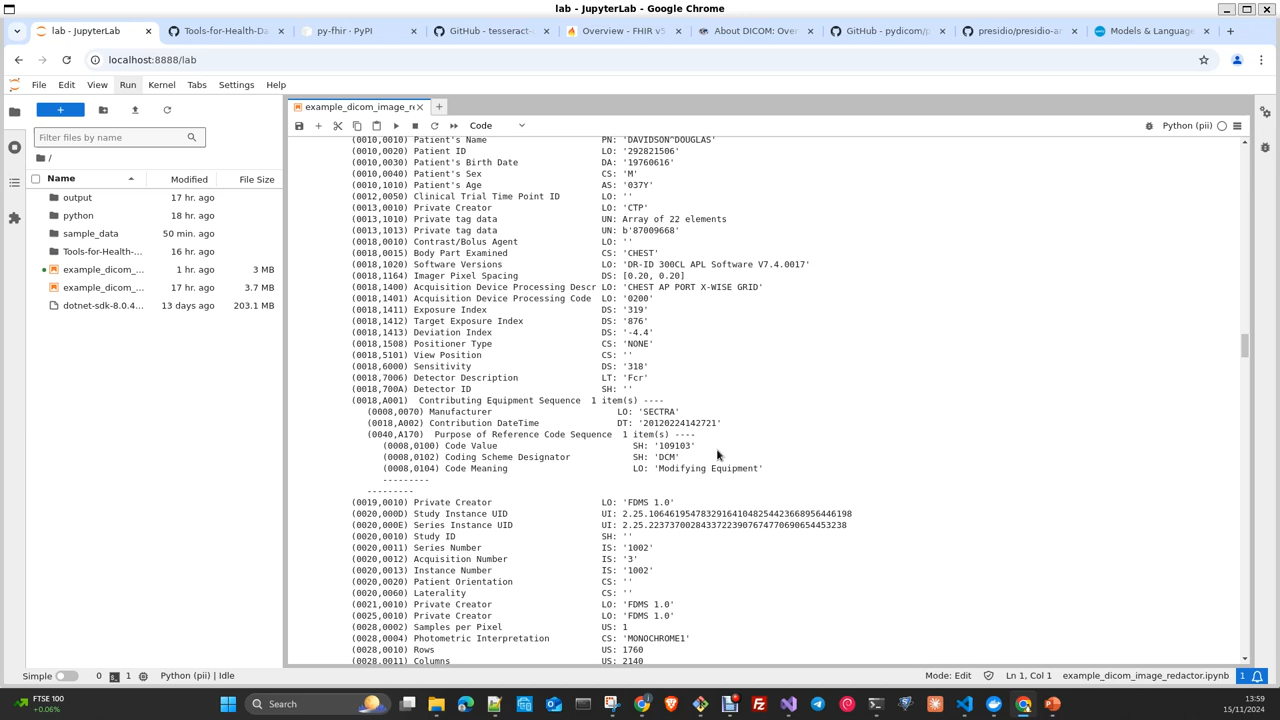 lab - JupyterLab - Google Chrome
lab - JupyterLab
Tools-for-Health-Da
py-fhir · PyPI
GitHub - tesseract-
Overview - FHIR v5
About DICOM: Over
GitHub - pydicom/p
presidio/presidio-a
Models & Language
localhost:8888/lab
File Edit View Run Kernel Tabs Settings Help
example_dicom_image_re
Filter files by name
Code
Python (pii)
/
Name Modified File Size
output 17 hr. ago
python 18 hr. ago
sample_data 50 min. ago
Tools-for-Health-... 16 hr. ago
example_dicom_... 1 hr. ago 3 MB
example_dicom_... 17 hr. ago 3.7 MB
dotnet-sdk-8.0.4... 13 days ago 203.1 MB
(0010,0010) Patient's Name PN: 'DAVIDSON^DOUGLAS'
(0010,0020) Patient ID LO: '292821506'
(0010,0030) Patient's Birth Date DA: '19760616'
(0010,0040) Patient's Sex CS: 'M'
(0010,1010) Patient's Age AS: '037Y'
(0012,0050) Clinical Trial Time Point ID LO: ''
(0013,0010) Private Creator LO: 'CTP'
(0013,1010) Private tag data UN: Array of 22 elements
(0013,1013) Private tag data UN: b'87009668'
(0018,0010) Contrast/Bolus Agent LO: ''
(0018,0015) Body Part Examined CS: 'CHEST'
(0018,1020) Software Versions LO: 'DR-ID 300CL APL Software V7.4.0017'
(0018,1164) Imager Pixel Spacing DS: [0.20, 0.20]
(0018,1400) Acquisition Device Processing Descr LO: 'CHEST AP PORT X-WISE GRID'
(0018,1401) Acquisition Device Processing Code LO: '0200'
(0018,1411) Exposure Index DS: '319'
(0018,1412) Target Exposure Index DS: '876'
(0018,1413) Deviation Index DS: '-4.4'
(0018,1508) Positioner Type CS: 'NONE'
(0018,5101) View Position CS: ''
(0018,6000) Sensitivity DS: '318'
(0018,7006) Detector Description LT: 'Fcr'
(0018,700A) Detector ID SH: ''
(0018,A001) Contributing Equipment Sequence 1 item(s) ----
(0008,0070) Manufacturer LO: 'SECTRA'
(0018,A002) Contribution DateTime DT: '20120224142721'
(0040,A170) Purpose of Reference Code Sequence 1 item(s) ----
(0008,0100) Code Value SH: '109103'
(0008,0102) Coding Scheme Designator SH: 'DCM'
(0008,0104) Code Meaning LO: 'Modifying Equipment'
---------
---------
(0019,0010) Private Creator LO: 'FDMS 1.0'
(0020,000D) Study Instance UID UI: 2.25.106461954783291641048254423668956446198
(0020,000E) Series Instance UID UI: 2.25.223737002843372239076747706906544532​38
(0020,0010) Study ID SH: ''
(0020,0011) Series Number IS: '1002'
(0020,0012) Acquisition Number IS: '3'
(0020,0013) Instance Number IS: '1002'
(0020,0020) Patient Orientation CS: ''
(0020,0060) Laterality CS: ''
(0021,0010) Private Creator LO: 'FDMS 1.0'
(0025,0010) Private Creator LO: 'FDMS 1.0'
(0028,0002) Samples per Pixel US: 1
(0028,0004) Photometric Interpretation CS: 'MONOCHROME1'
(0028,0010) Rows US: 1760
(0028,0011) Columns US: 2140
Simple 0 1 Python (pii) | Idle
Mode: Edit Ln 1, Col 1 example_dicom_image_redactor.ipynb 1
FTSE 100
+0.06%
Search
13:59
15/11/2024